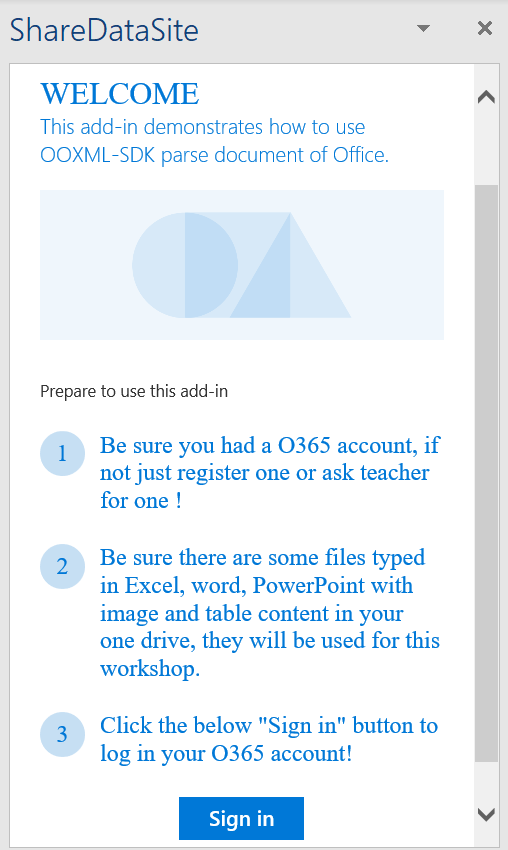 ShareDataSite
WELCOME
This add-in demonstrates how to use
OOXML-SDK parse document of Office.
Prepare to use this add-in
1
Be sure you had a O365 account, if
not just register one or ask teacher
for one !
2
Be sure there are some files typed
in Excel, word, PowerPoint with
image and table content in your
one drive, they will be used for this
workshop.
3
Click the below "Sign in" button to
log in your O365 account!
Sign in